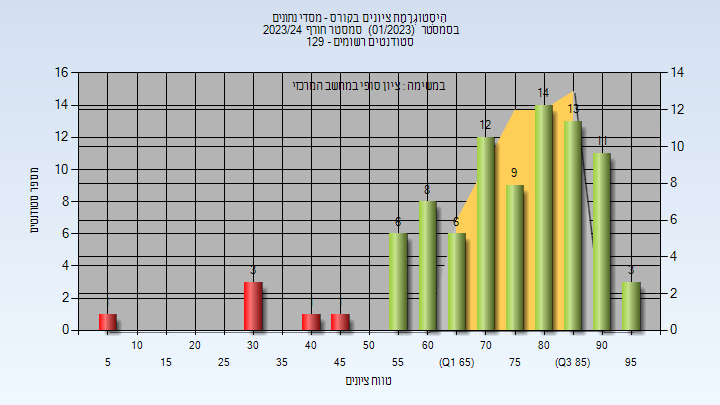 היסטוגרמת ציונים בקורס - מסדי נתונים
בסמסטר (01/2023) סמסטר חורף 2023/24
סטודנטים רשומים - 129
במשימה : ציון סופי במחשב המרכזי
מספר סטודנטים
16 14 12 10 8 6 4 2 0
14 12 10 8 6 4 2 0
3 6 8 6 12 9 14 13 11 3
10 20 30 40 50 60 70 80 90
5 15 25 35 45 55 (Q1 65) 75 (Q3 85) 95
טווח ציונים